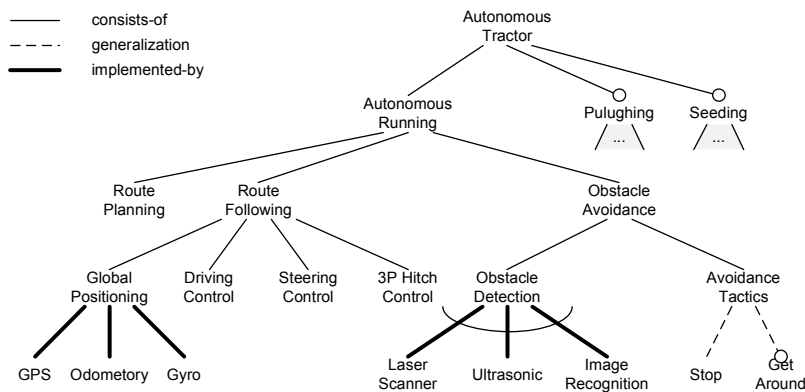 consists-of
generalization
implemented-by
Autonomous
Tractor
Autonomous
Running
Pulughing
...
Seeding
...
Route
Planning
Route
Following
Obstacle
Avoidance
Global
Positioning
Driving
Control
Steering
Control
3P Hitch
Control
Obstacle
Detection
Avoidance
Tactics
GPS
Odometory
Gyro
Laser
Scanner
Ultrasonic
Image
Recognition
Stop
Get
Around